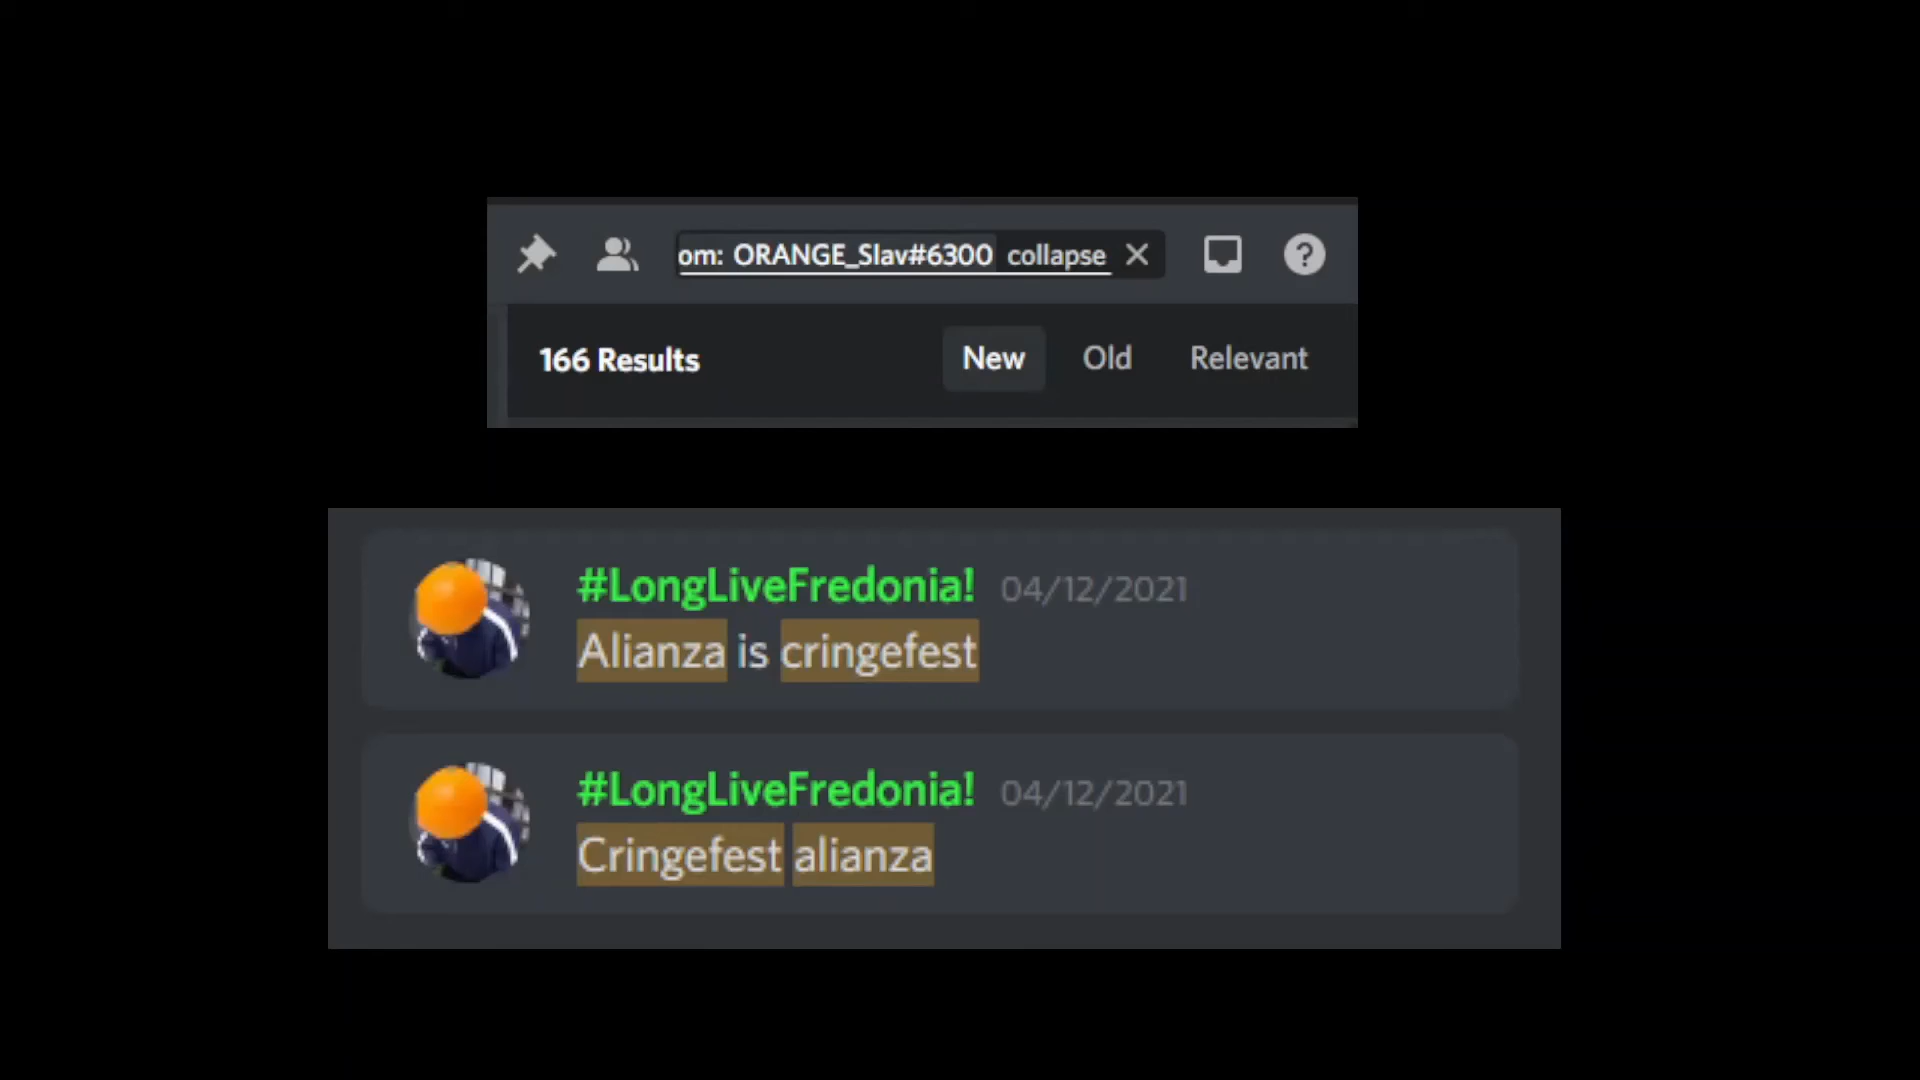 om: ORANGE_Slav#6300 collapse
166 Results New Old Relevant
#LongLiveFredonia! 04/12/2021
Alianza is cringefest
#LongLiveFredonia! 04/12/2021
Cringefest alianza